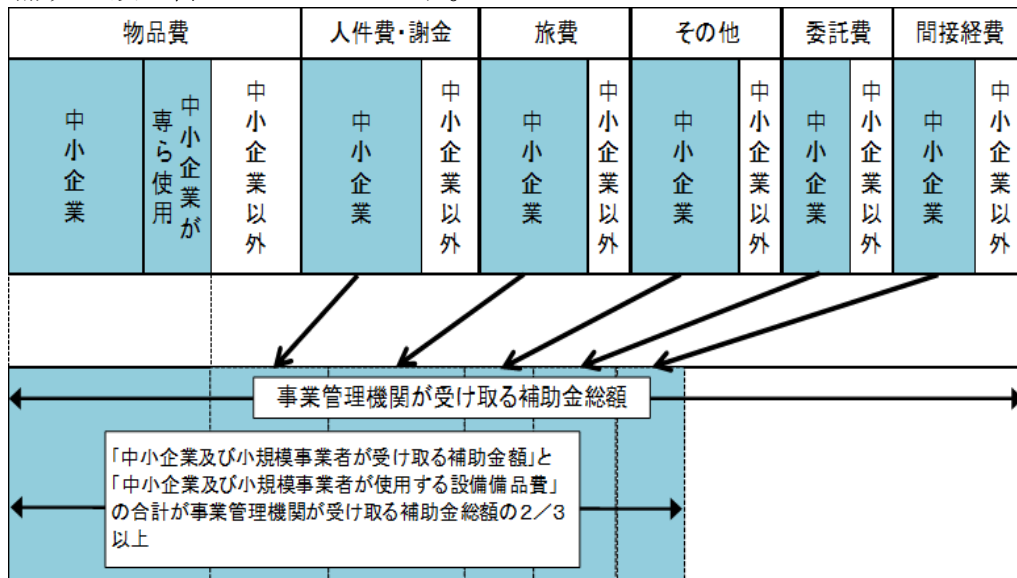 物品費
人件費・謝金
旅費
その他
委託費
間接経費
中小企業
中小企業が
専ら使用
中小企業以外
中小企業
中小企業以外
中小企業
中小企業以外
中小企業
中小企業以外
中小企業
中小企業以外
中小企業
中小企業以外
事業管理機関が受け取る補助金総額
「中小企業及び小規模事業者が受け取る補助金額」と
「中小企業及び小規模事業者が使用する設備備品費」
の合計が事業管理機関が受け取る補助金総額の2/3
以上